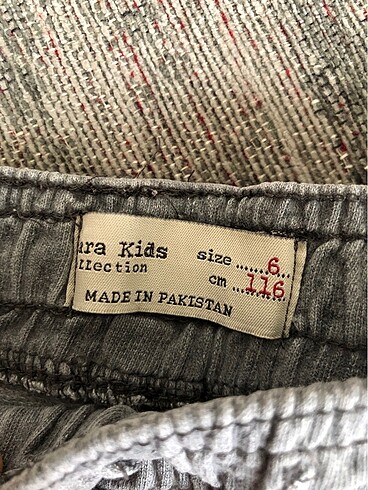 ara Kids
llection
size ......6...
cm ...116
MADE IN PAKISTAN